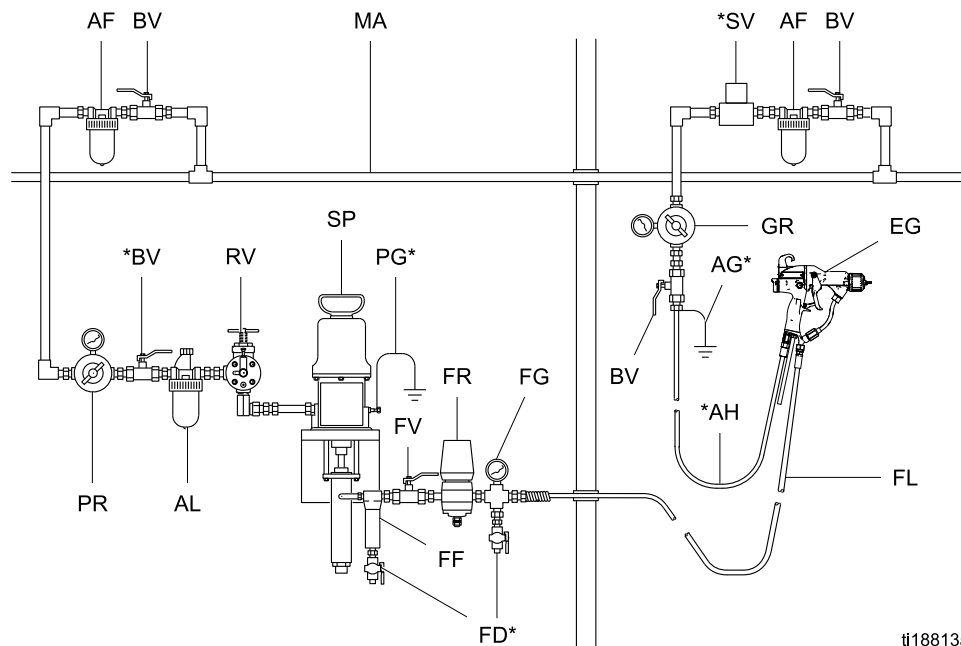 AF BV MA *SV AF BV
SP
GR
EG
*BV RV PG* AG*
BV
FR FG
FV *AH
PR AL FL
FF
FD*